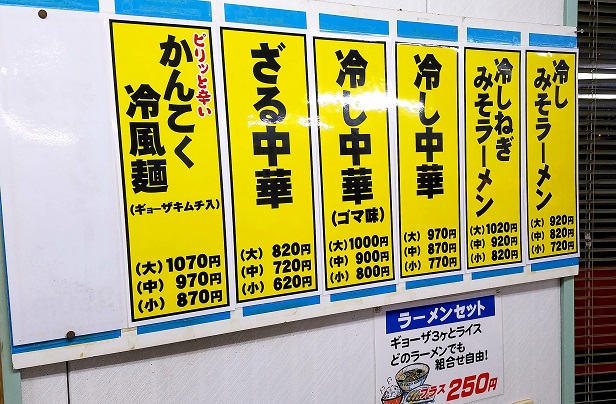 冷し
みそラーメン
(大) 920円
(中) 820円
(小) 720円
冷しねぎ
みそラーメン
(大) 1020円
(中) 920円
(小) 820円
冷し中華
(大) 970円
(中) 870円
(小) 770円
冷し中華
(ゴマ味)
(大) 1000円
(中) 900円
(小) 800円
ざる中華
(大) 820円
(中) 720円
(小) 620円
ピリッと辛い
かんてく
冷風麺
(ギョーザキムチ入)
(大) 1070円
(中) 970円
(小) 870円
ラーメンセット
ギョーザ3ヶとライス
どのラーメンでも
組合せ自由!
プラス250円